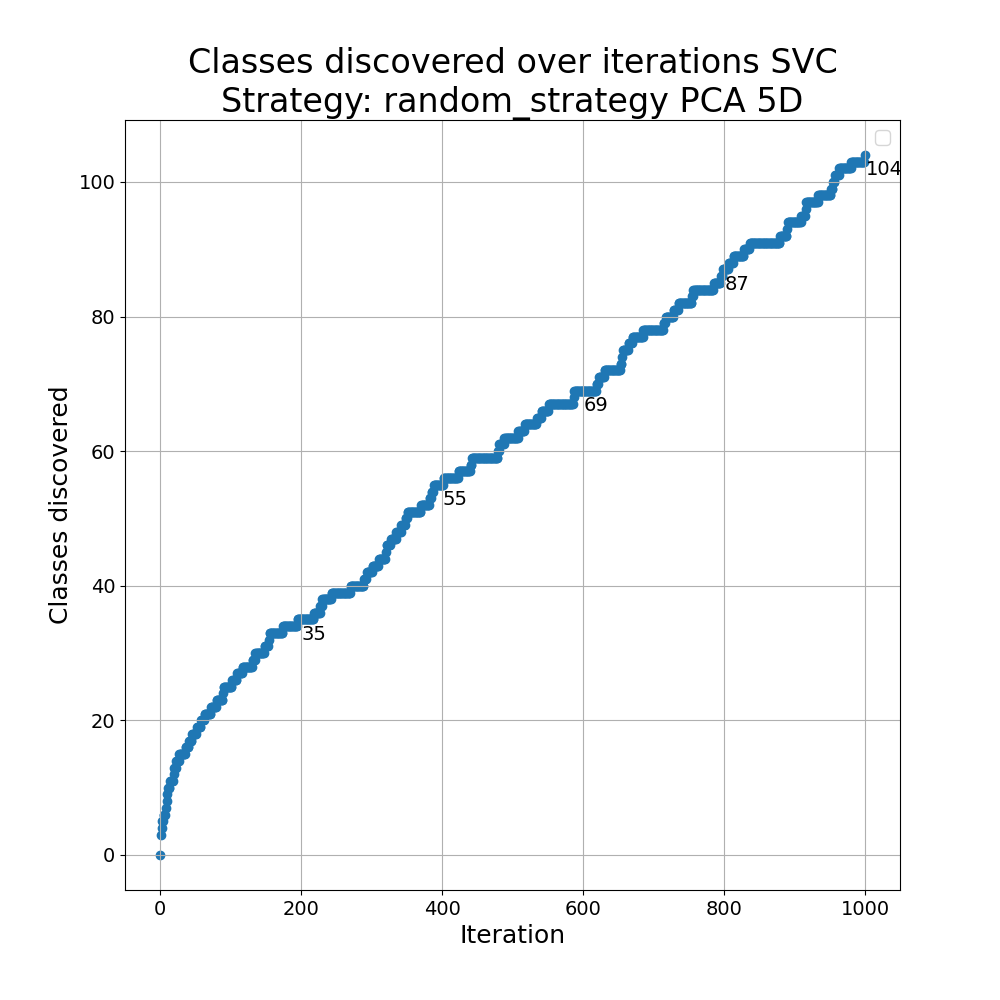 Classes discovered over iterations SVC
Strategy: random_strategy PCA 5D
104
100
87
80
69
60
55
40
35
20
0
Classes discovered
0 200 400 600 800 1000
Iteration